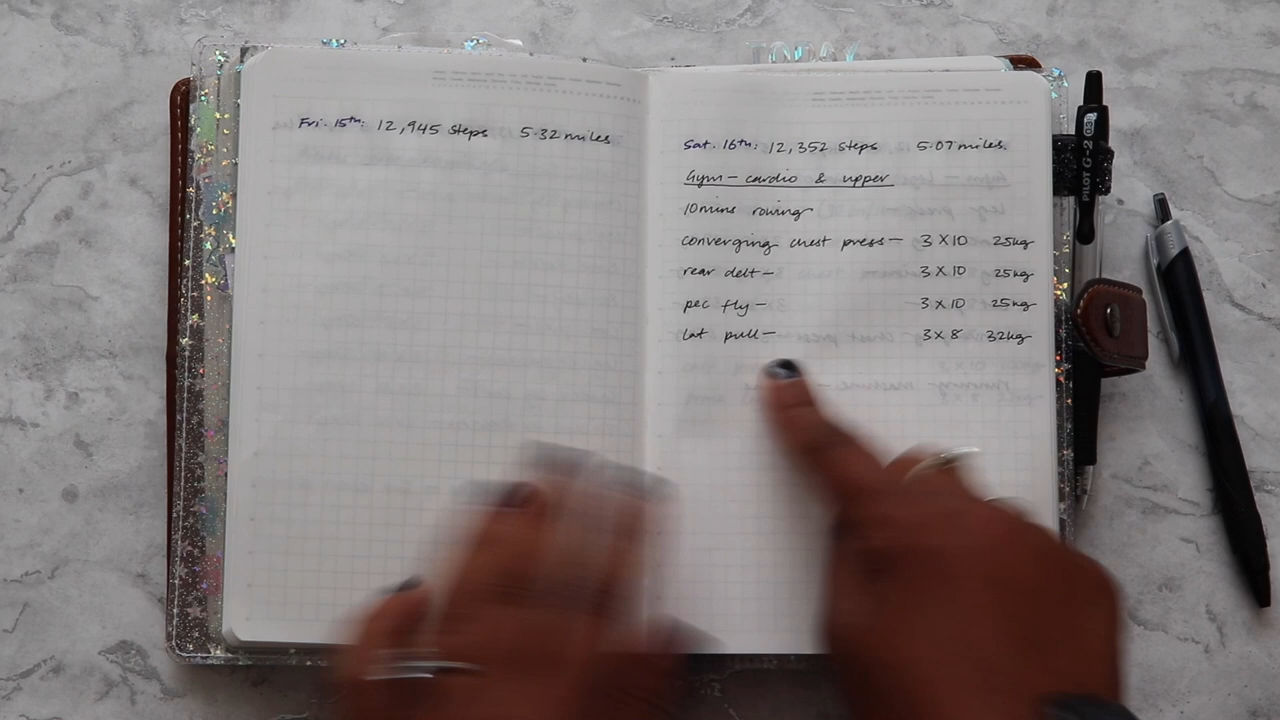 TODAY
Fri. 15th: 12,945 steps 5.32 miles
Sat. 16th: 12,352 steps 5.07 miles.
Gym - cardio & upper
10mins rowing
converging chest press - 3 X 10 25kg
rear delt - 3 X 10 25kg
pec fly - 3 X 10 25kg
lat pull - 3 X 8 32kg
PILOT G-2 03